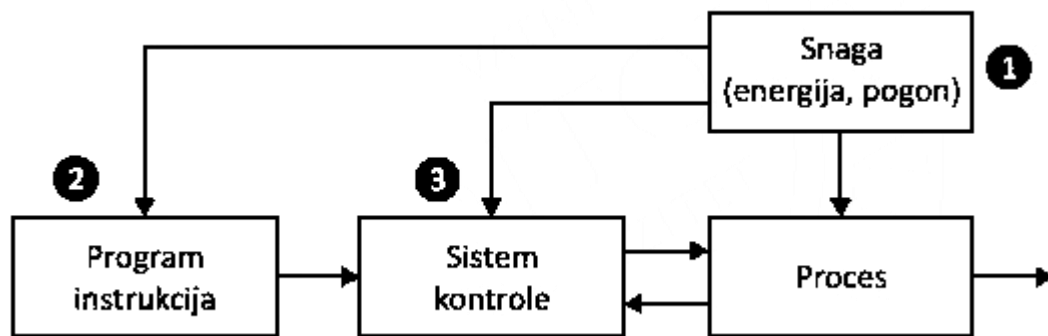 Snaga
(energija, pogon)
1
2
3
Program
instrukcija
Sistem
kontrole
Proces